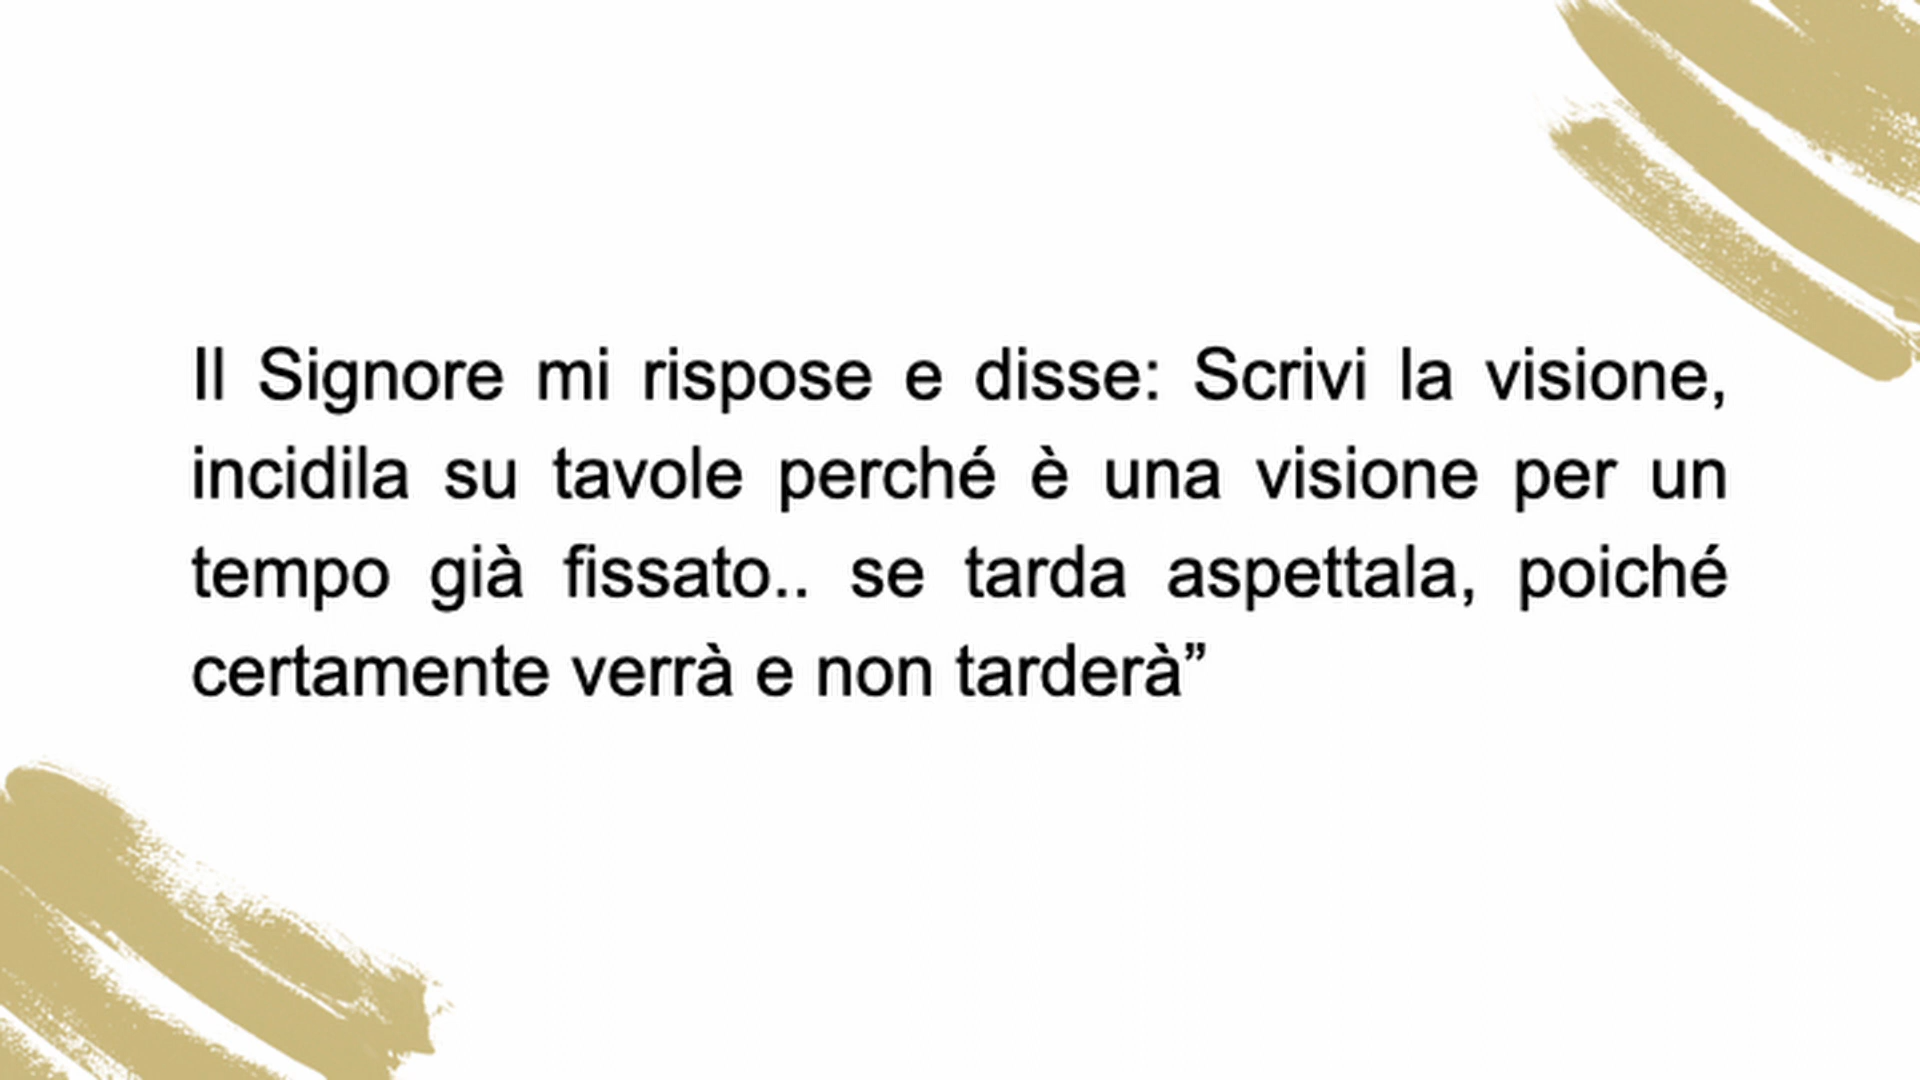 Il Signore mi rispose e disse: Scrivi la visione,
incidila su tavole perché è una visione per un
tempo già fissato.. se tarda aspettala, poiché
certamente verrà e non tarderà”